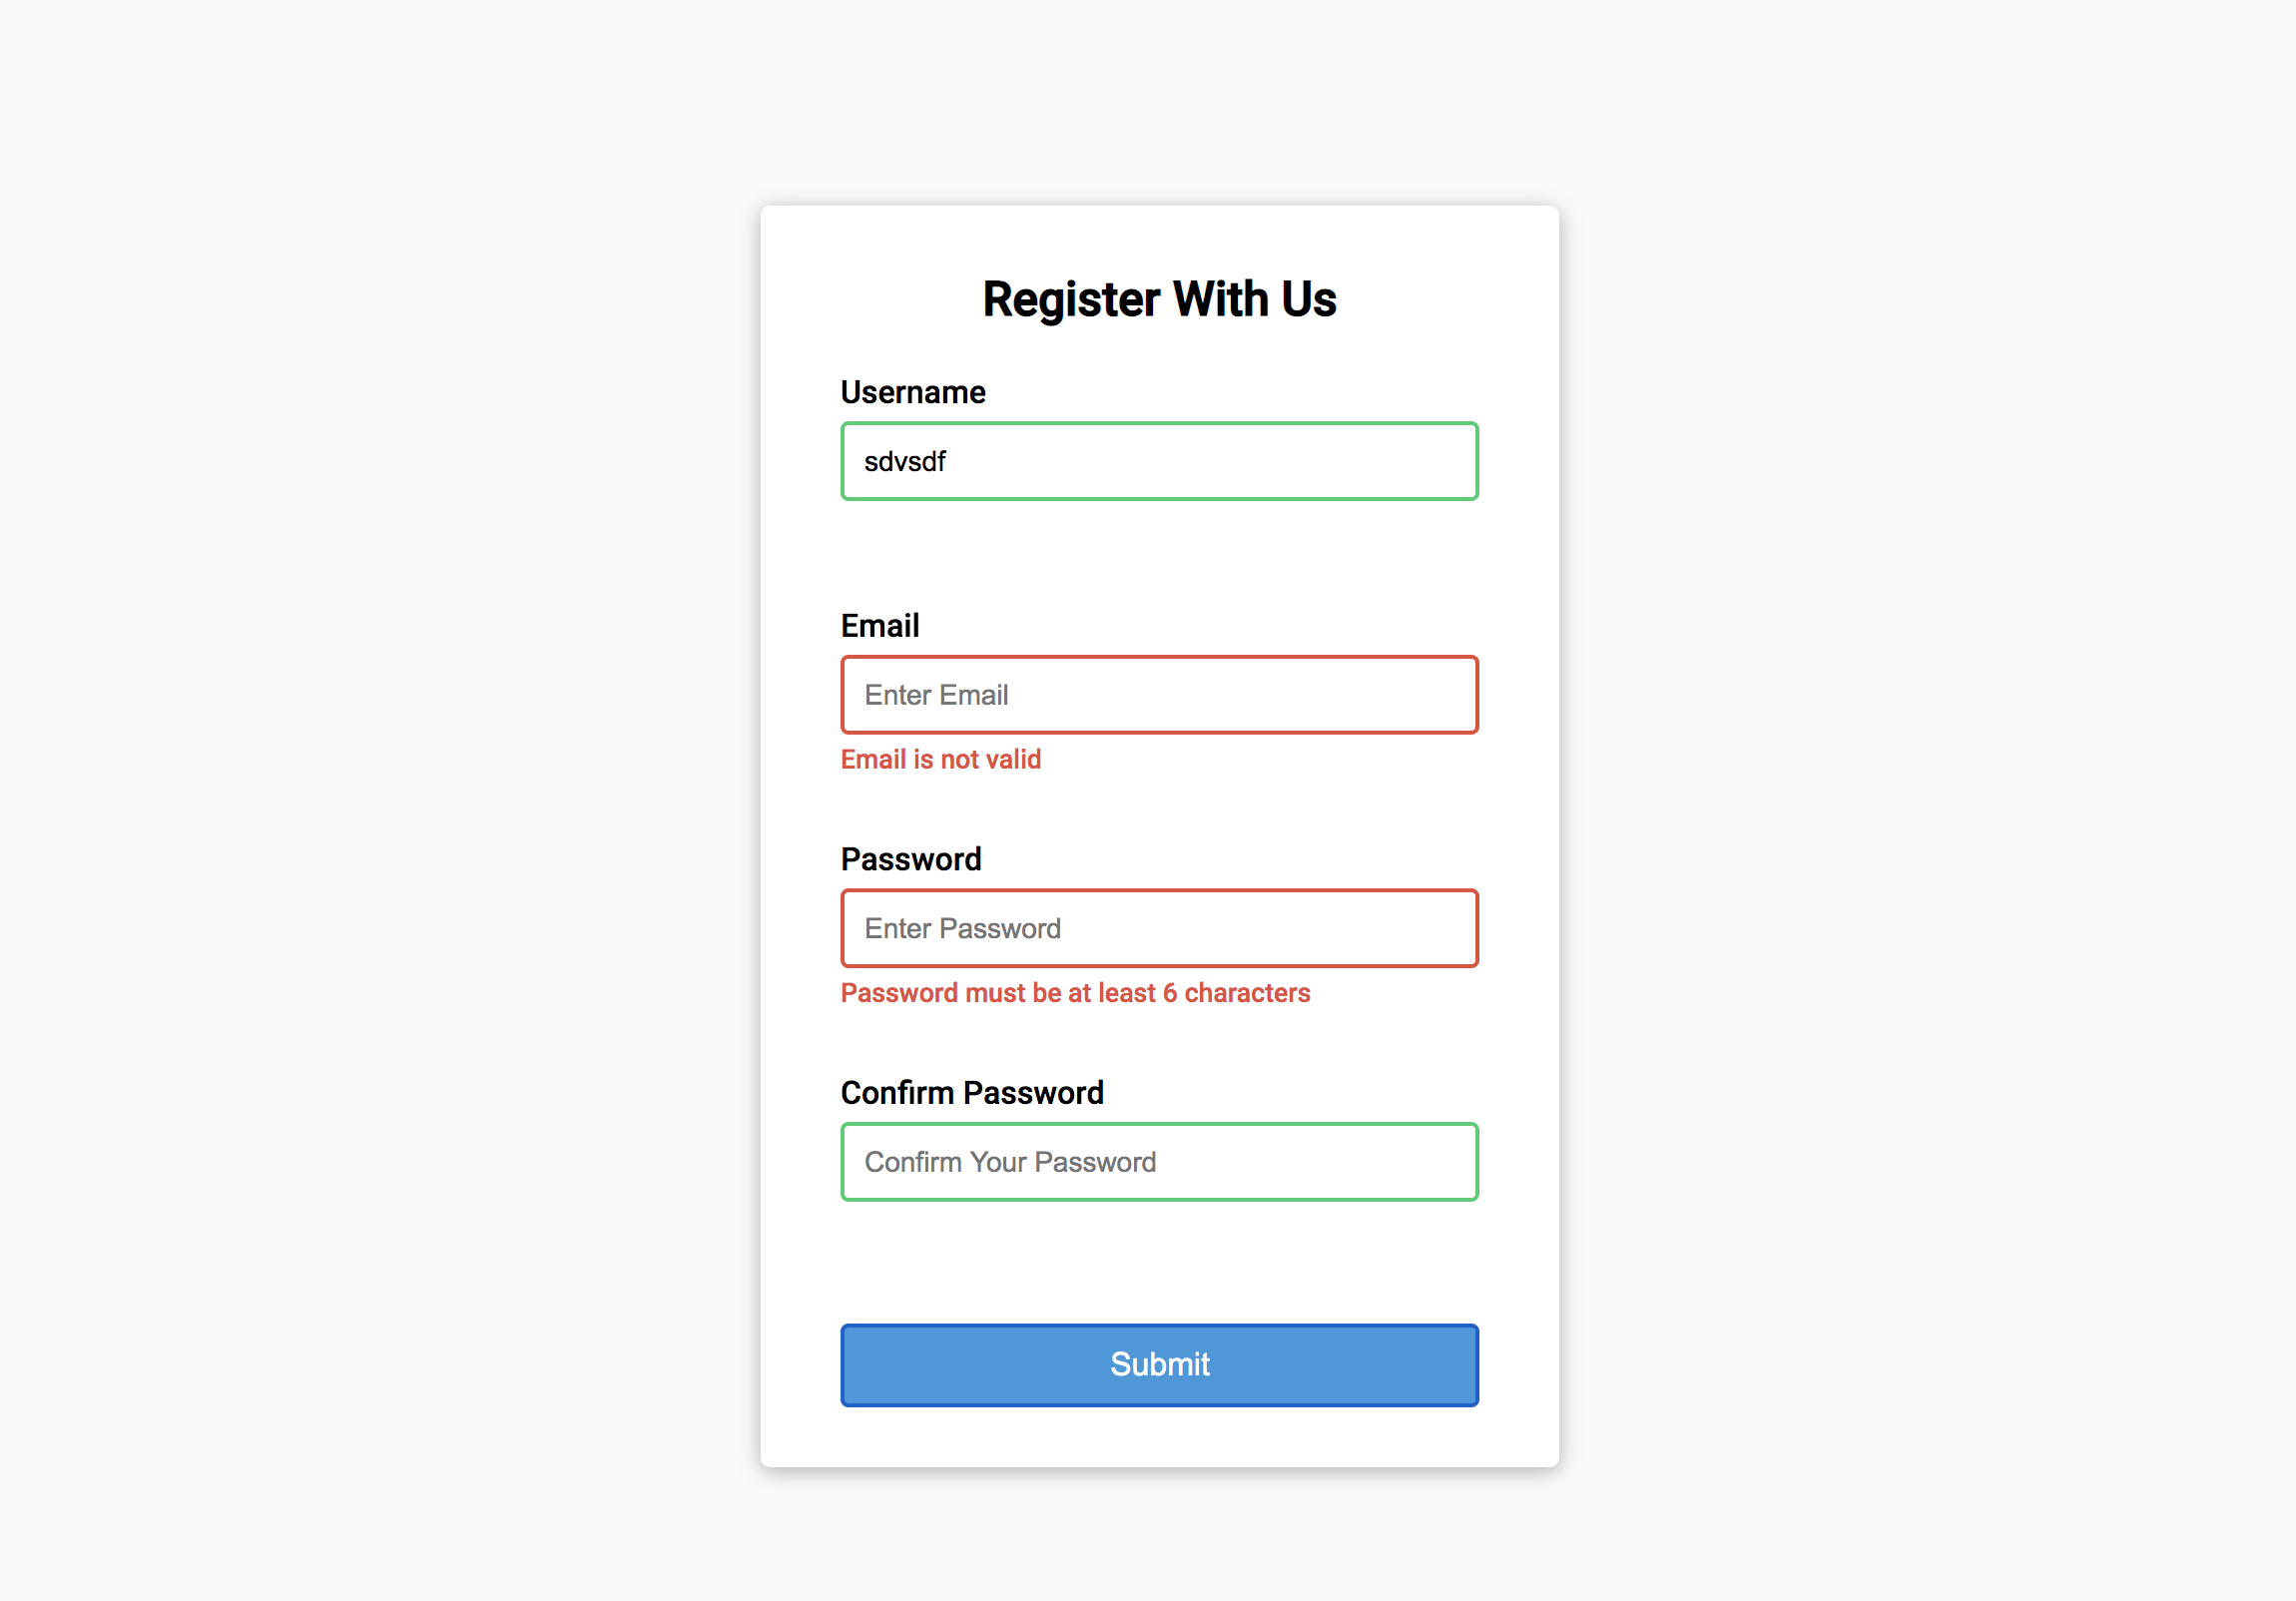 Register With Us
Username
sdvsdf
Email
Enter Email
Email is not valid
Password
Enter Password
Password must be at least 6 characters
Confirm Password
Confirm Your Password
Submit